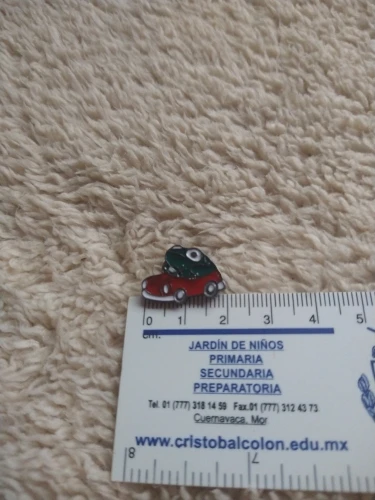 0 1 2 3 4 5
cm.
JARDÍN DE NIÑOS
PRIMARIA
SECUNDARIA
PREPARATORIA
Tel. 01 (777) 318 14 59 Fax.01 (777) 312 43 73
Cuernavaca, Mor
www.cristobalcolon.edu.mx
8 7